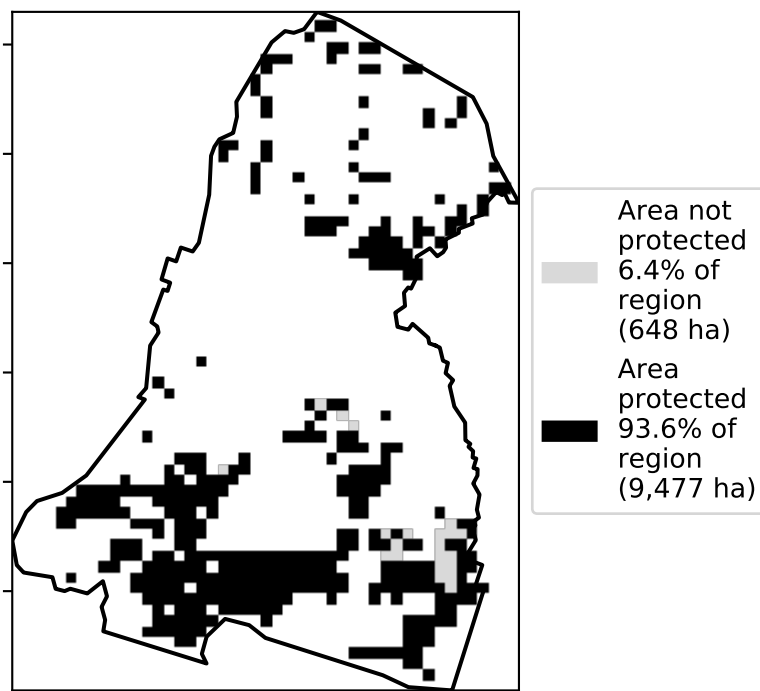 Area not
protected
6.4% of
region
(648 ha)
Area
protected
93.6% of
region
(9,477 ha)